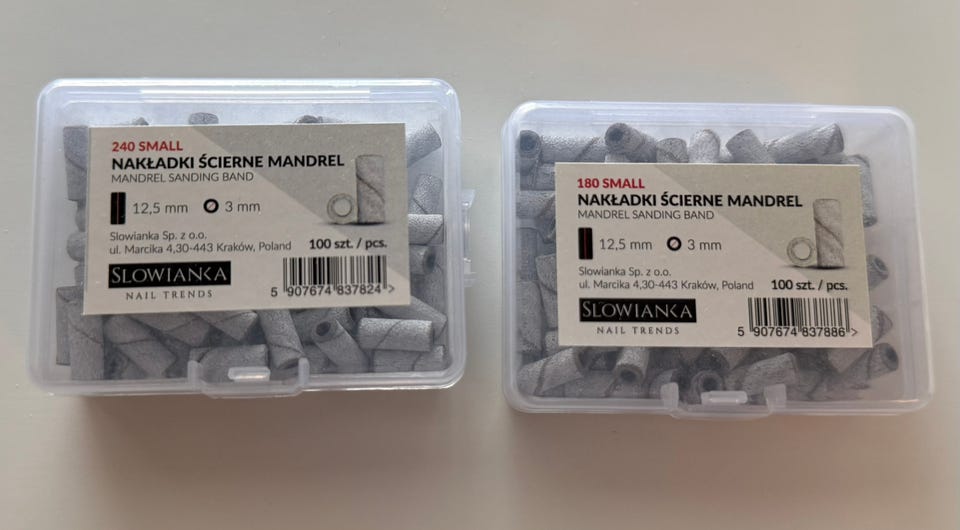 240 SMALL
NAKŁADKI ŚCIERNE MANDREL
MANDREL SANDING BAND
12,5 mm 3 mm
Slowianka Sp. z o.o.
ul. Marcika 4,30-443 Kraków, Poland 100 szt. / pcs.
SLOWIANKA
NAIL TRENDS
5 907674 837824 >
180 SMALL
NAKŁADKI ŚCIERNE MANDREL
MANDREL SANDING BAND
12,5 mm 3 mm
Slowianka Sp. z o.o.
ul. Marcika 4,30-443 Kraków, Poland 100 szt. / pcs.
SLOWIANKA
NAIL TRENDS
5 907674 837886 >